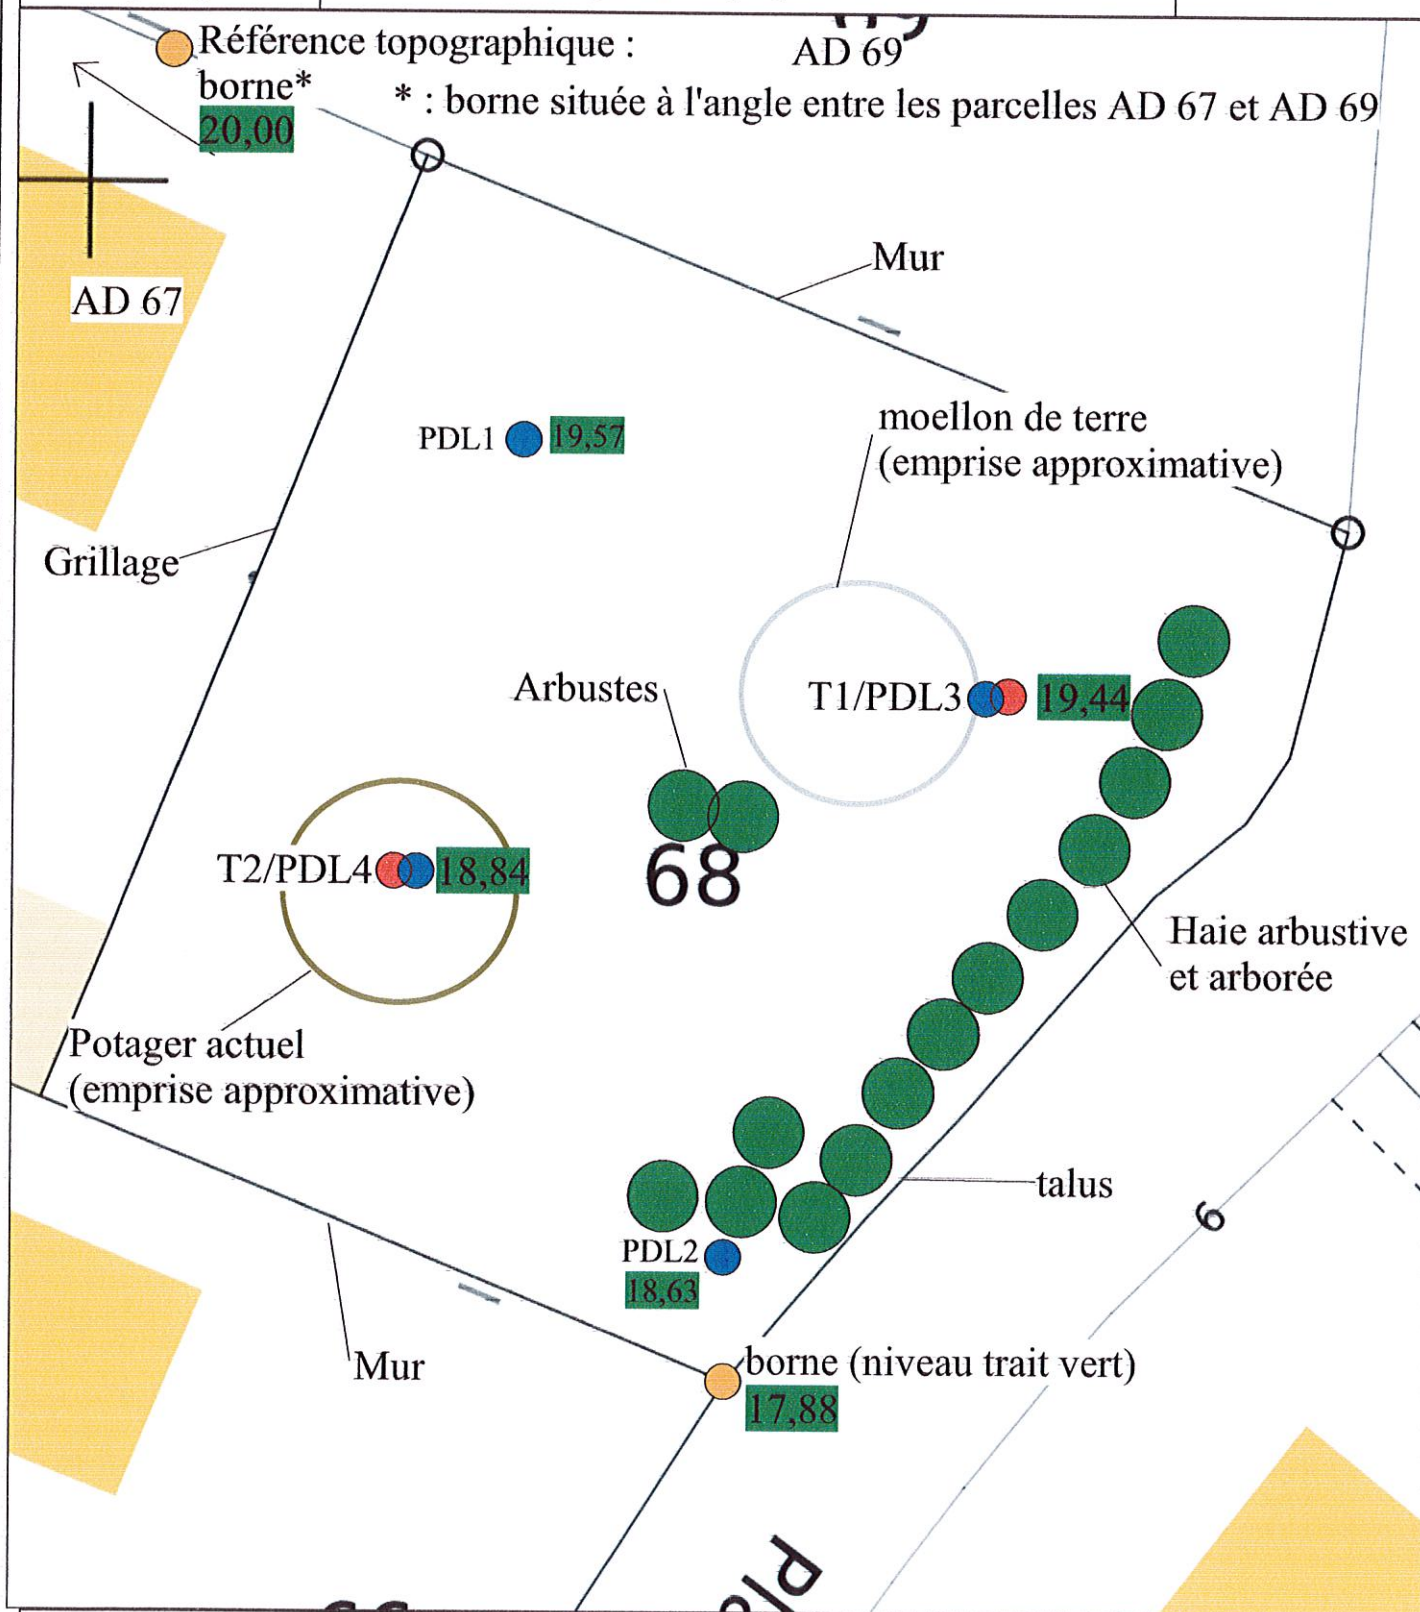 Référence topographique :
borne*
20,00
AD 69
* : borne située à l'angle entre les parcelles AD 67 et AD 69
AD 67
Mur
PDL1 19,57
moellon de terre
(emprise approximative)
Grillage
Arbustes
T1/PDL3 19,44
T2/PDL4 18,84
68
Haie arbustive
et arborée
Potager actuel
(emprise approximative)
talus
PDL2
18,63
Mur
borne (niveau trait vert)
17,88
Pla